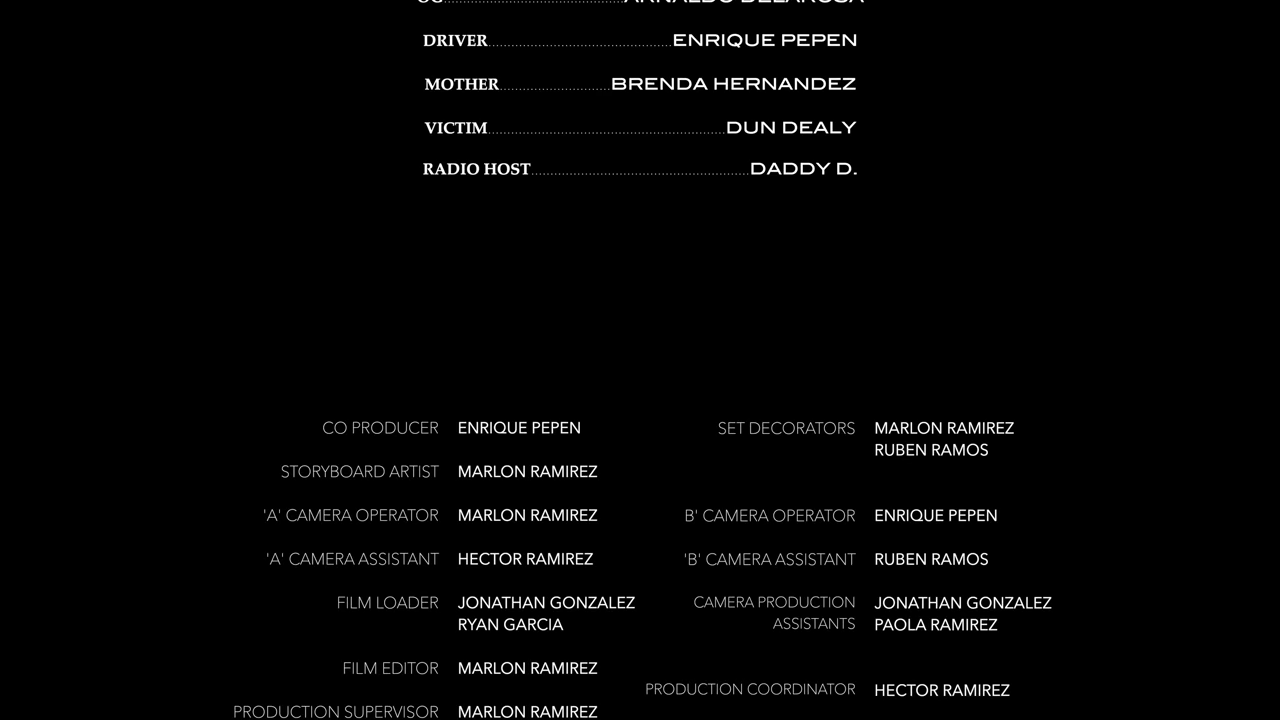 DRIVER........................................ENRIQUE PEPEN
MOTHER........................BRENDA HERNANDEZ
VICTIM....................................................DUN DEALY
RADIO HOST................................................DADDY D.
CO PRODUCER ENRIQUE PEPEN
STORYBOARD ARTIST MARLON RAMIREZ
'A' CAMERA OPERATOR MARLON RAMIREZ
'A' CAMERA ASSISTANT HECTOR RAMIREZ
FILM LOADER JONATHAN GONZALEZ
RYAN GARCIA
FILM EDITOR MARLON RAMIREZ
PRODUCTION SUPERVISOR MARLON RAMIREZ
SET DECORATORS MARLON RAMIREZ
RUBEN RAMOS
B' CAMERA OPERATOR ENRIQUE PEPEN
'B' CAMERA ASSISTANT RUBEN RAMOS
CAMERA PRODUCTION JONATHAN GONZALEZ
ASSISTANTS PAOLA RAMIREZ
PRODUCTION COORDINATOR HECTOR RAMIREZ